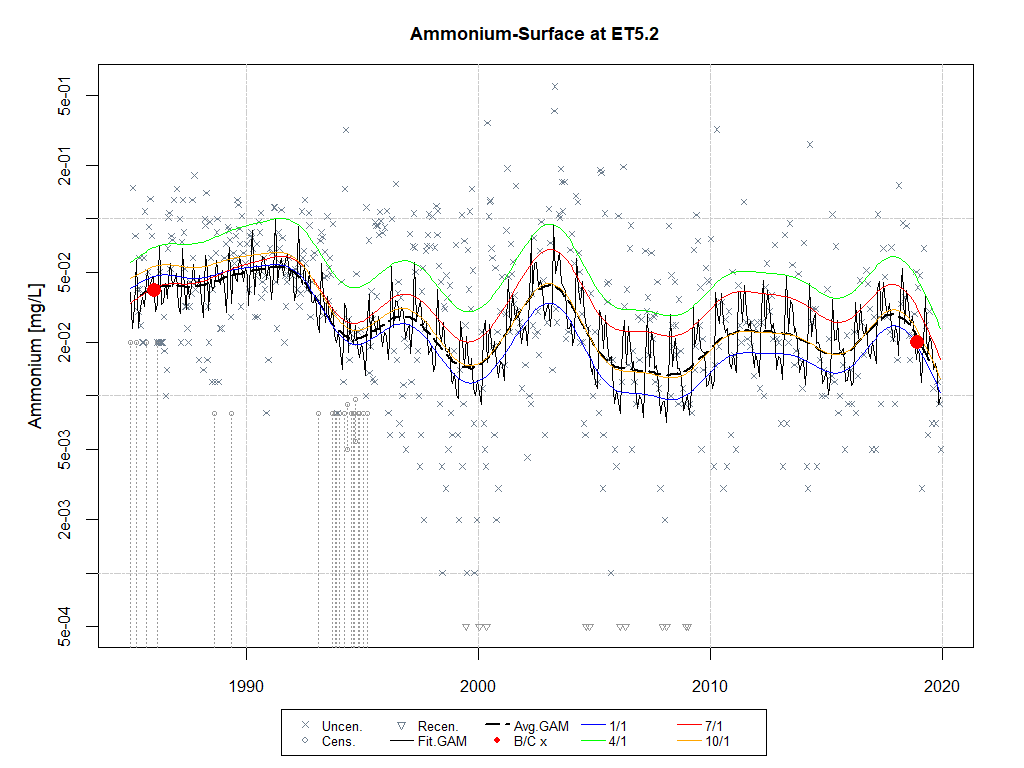 Ammonium-Surface at ET5.2
Ammonium [mg/L]
5e-01
2e-01
5e-02
2e-02
5e-03
2e-03
5e-04
1990 2000 2010 2020
Uncen. Recen. Avg.GAM 1/1 7/1
Cens. Fit.GAM B/C x 4/1 10/1